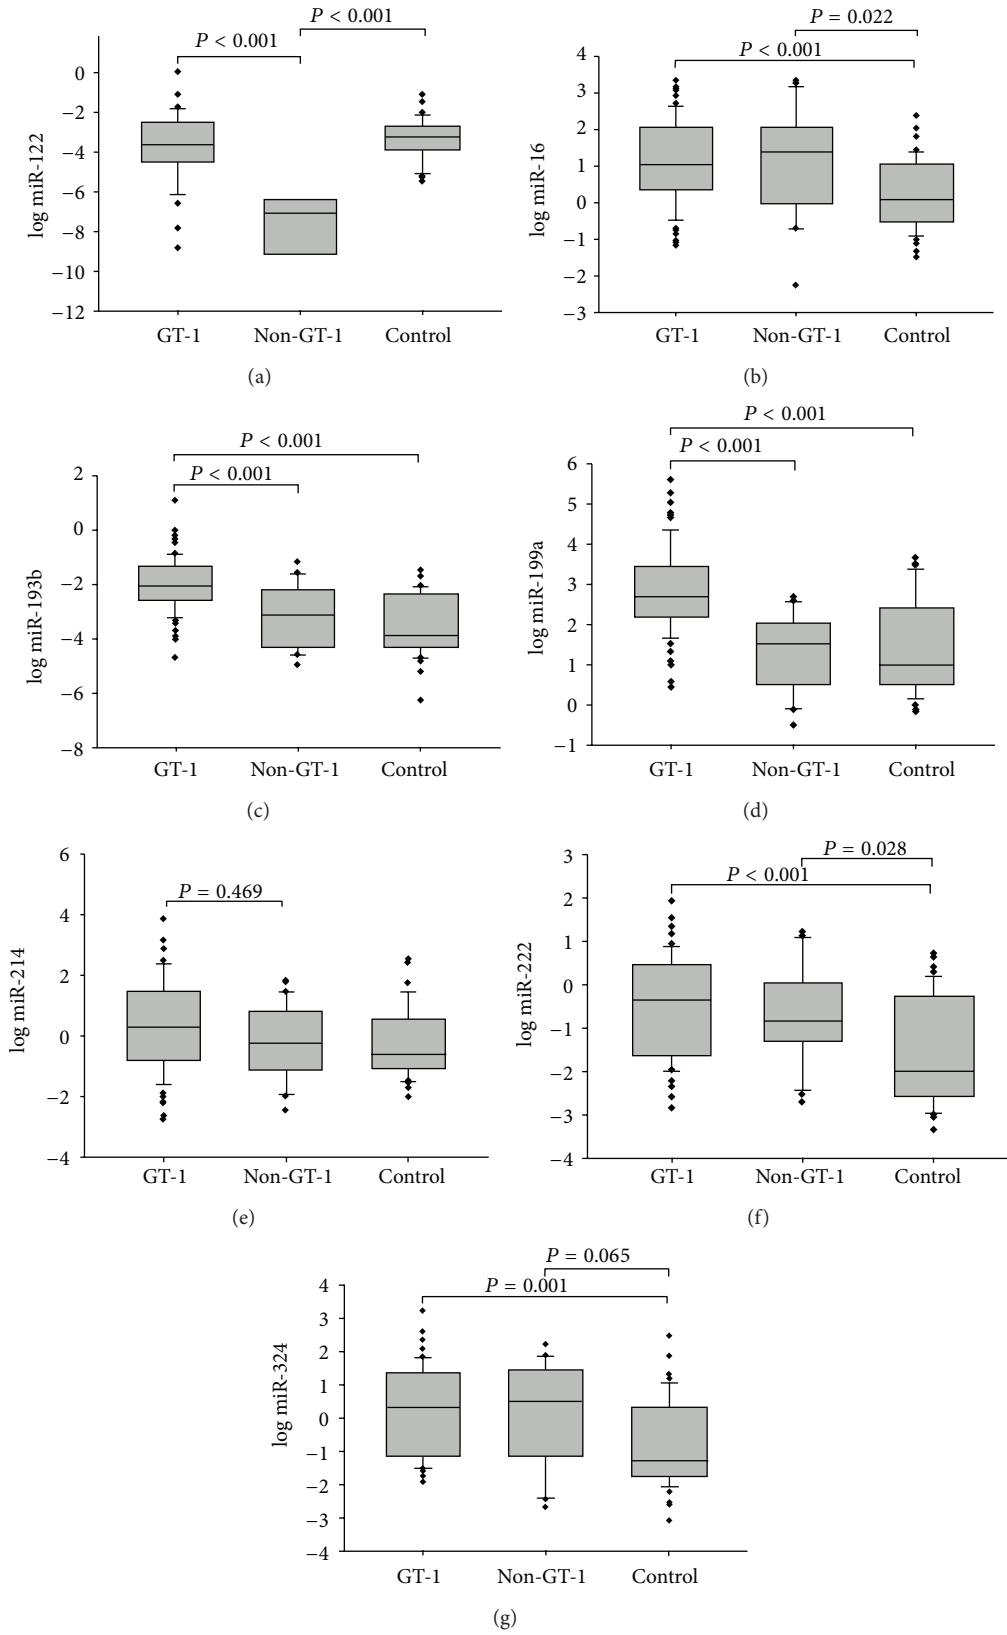 P < 0.001
P < 0.001
0
−2
−4
−6
−8
−10
−12
log miR-122
GT-1 Non-GT-1 Control
(a)
P = 0.022
P < 0.001
4
3
2
1
0
−1
−2
−3
log miR-16
GT-1 Non-GT-1 Control
(b)
P < 0.001
P < 0.001
2
0
−2
−4
−6
−8
log miR-193b
GT-1 Non-GT-1 Control
(c)
P < 0.001
P < 0.001
6
5
4
3
2
1
0
−1
log miR-199a
GT-1 Non-GT-1 Control
(d)
P = 0.469
6
4
2
0
−2
−4
log miR-214
GT-1 Non-GT-1 Control
(e)
P = 0.028
P < 0.001
3
2
1
0
−1
−2
−3
−4
log miR-222
GT-1 Non-GT-1 Control
(f)
P = 0.065
P = 0.001
4
3
2
1
0
−1
−2
−3
−4
log miR-324
GT-1 Non-GT-1 Control
(g)